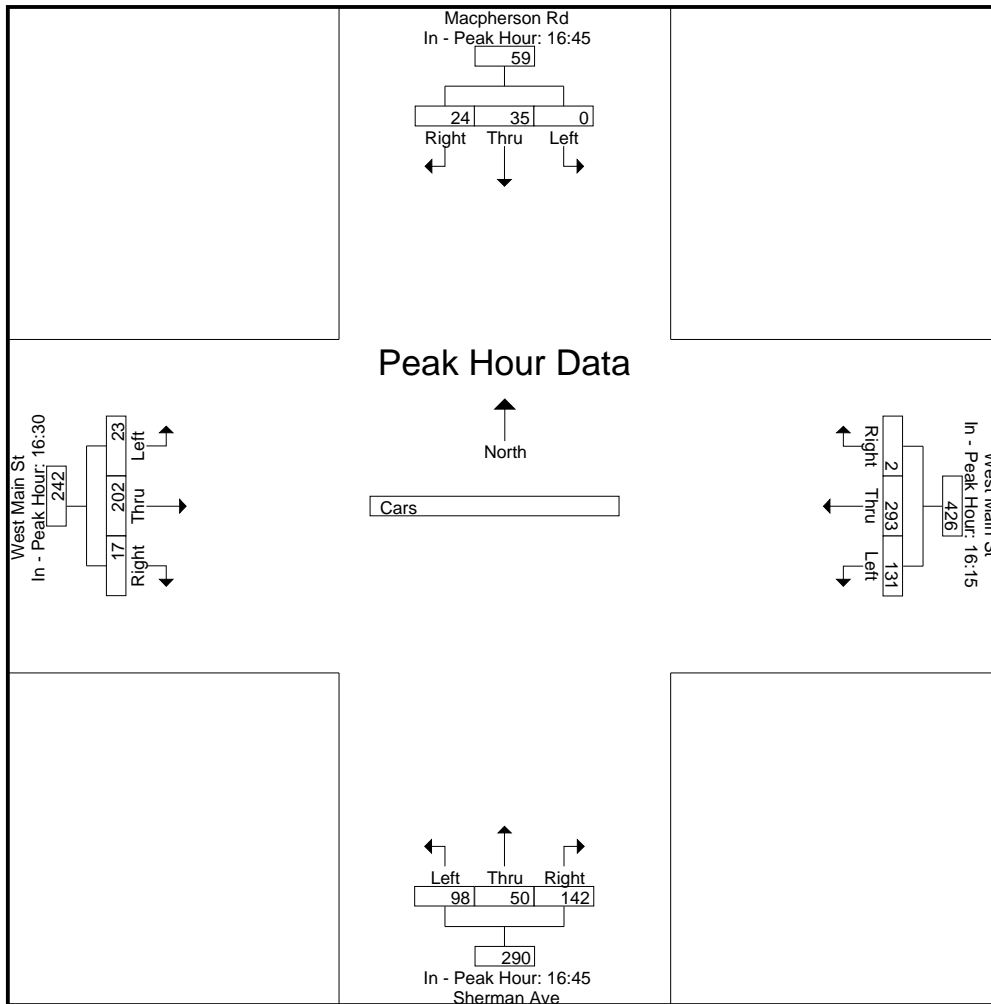 Macpherson Rd
In - Peak Hour: 16:45
59
24 35 0
Right Thru Left
Peak Hour Data
North
Cars
West Main St
In - Peak Hour: 16:30
242
23 202 17
Left Thru Right
West Main St
In - Peak Hour: 16:15
426
2 293 131
Right Thru Left
Left Thru Right
98 50 142
290
In - Peak Hour: 16:45
Sherman Ave